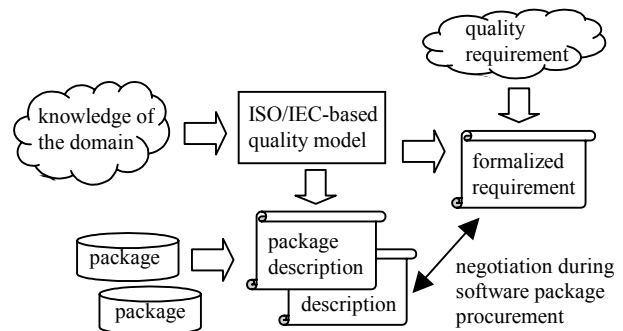 quality
requirement
knowledge of
the domain
ISO/IEC-based
quality model
formalized
requirement
package
package
package
description
description
negotiation during
software package
procurement